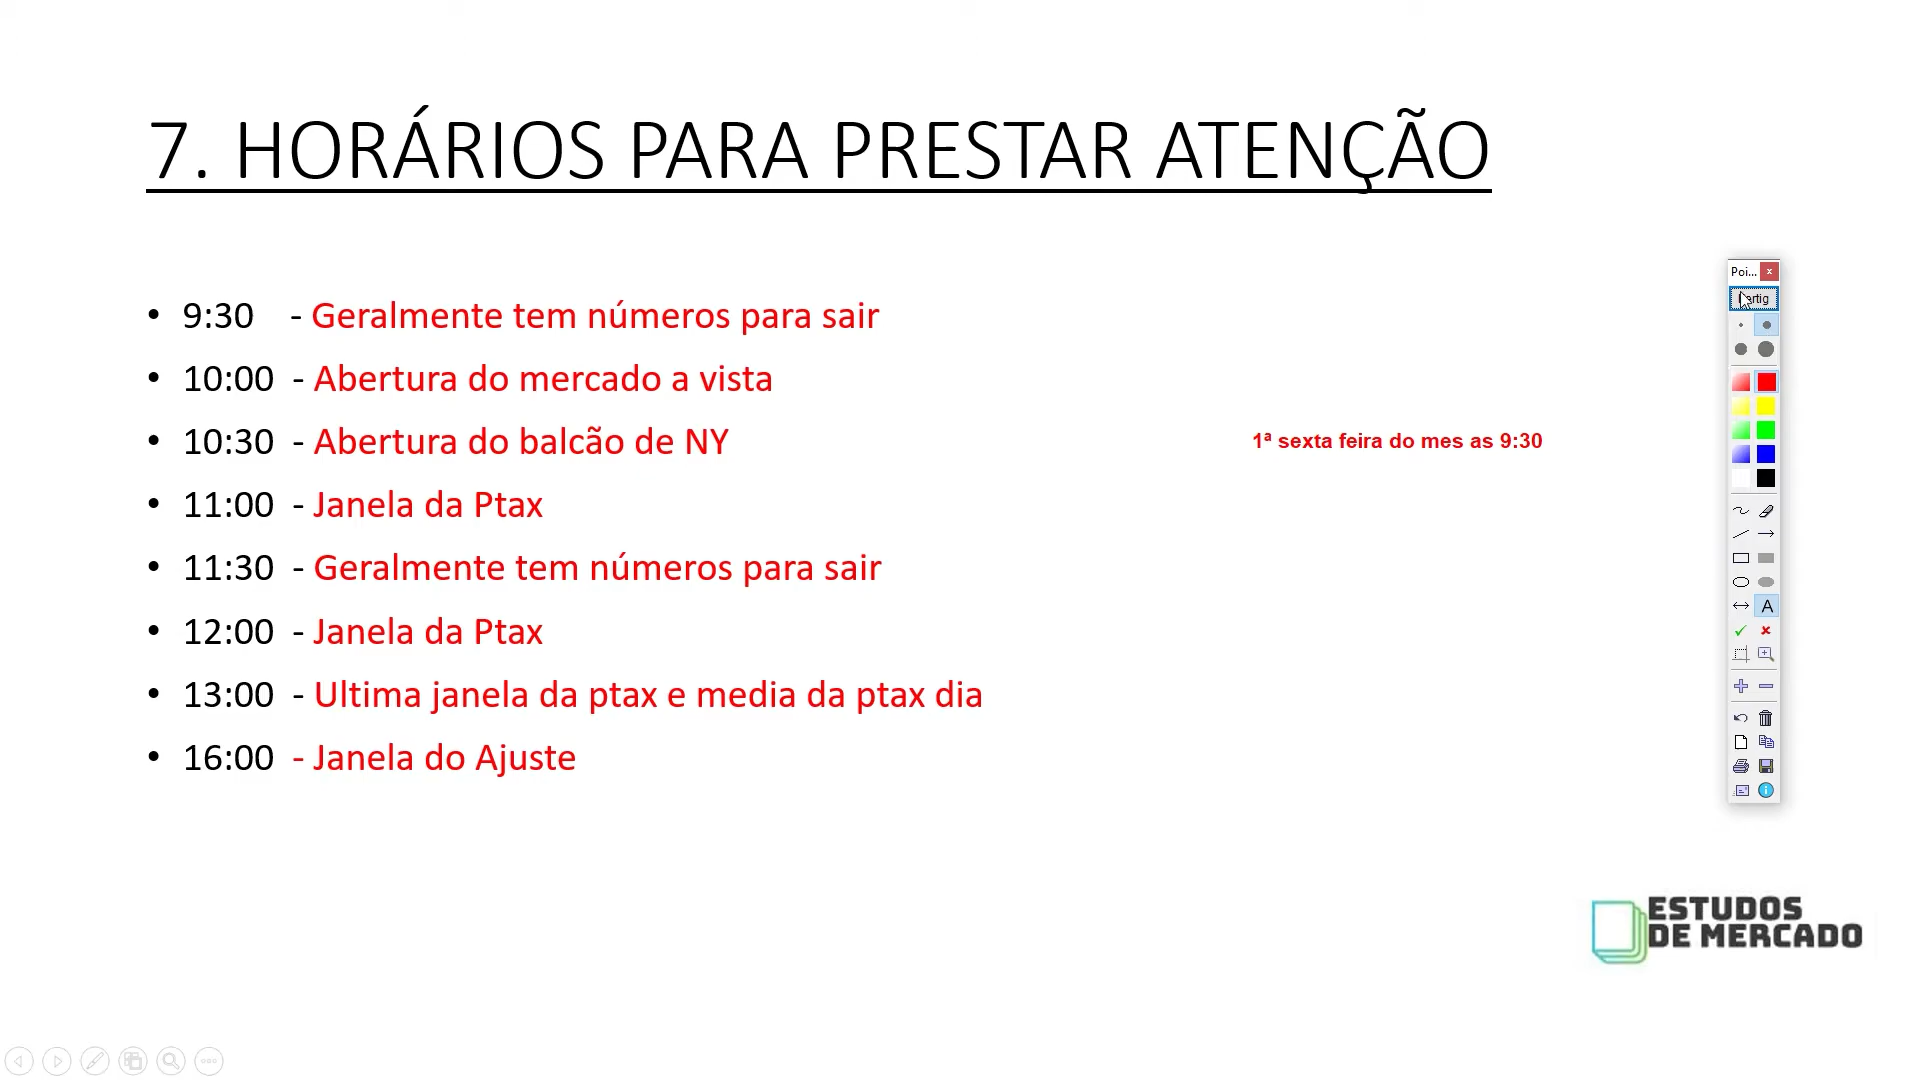 7. HORÁRIOS PARA PRESTAR ATENÇÃO
• 9:30 - Geralmente tem números para sair
• 10:00 - Abertura do mercado a vista
• 10:30 - Abertura do balcão de NY
1ª sexta feira do mes as 9:30
• 11:00 - Janela da Ptax
• 11:30 - Geralmente tem números para sair
• 12:00 - Janela da Ptax
• 13:00 - Ultima janela da ptax e media da ptax dia
• 16:00 - Janela do Ajuste
Poi...
A
ESTUDOS
DE MERCADO